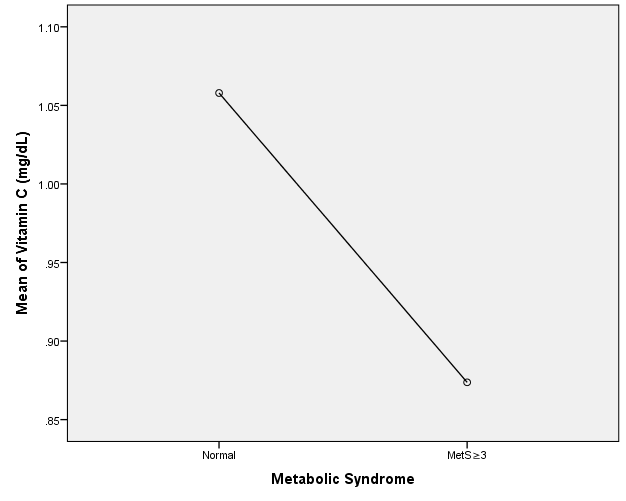 Mean of Vitamin C (mg/dL)
1.10
1.05
1.00
.95
.90
.85
Normal
MetS≥3
Metabolic Syndrome